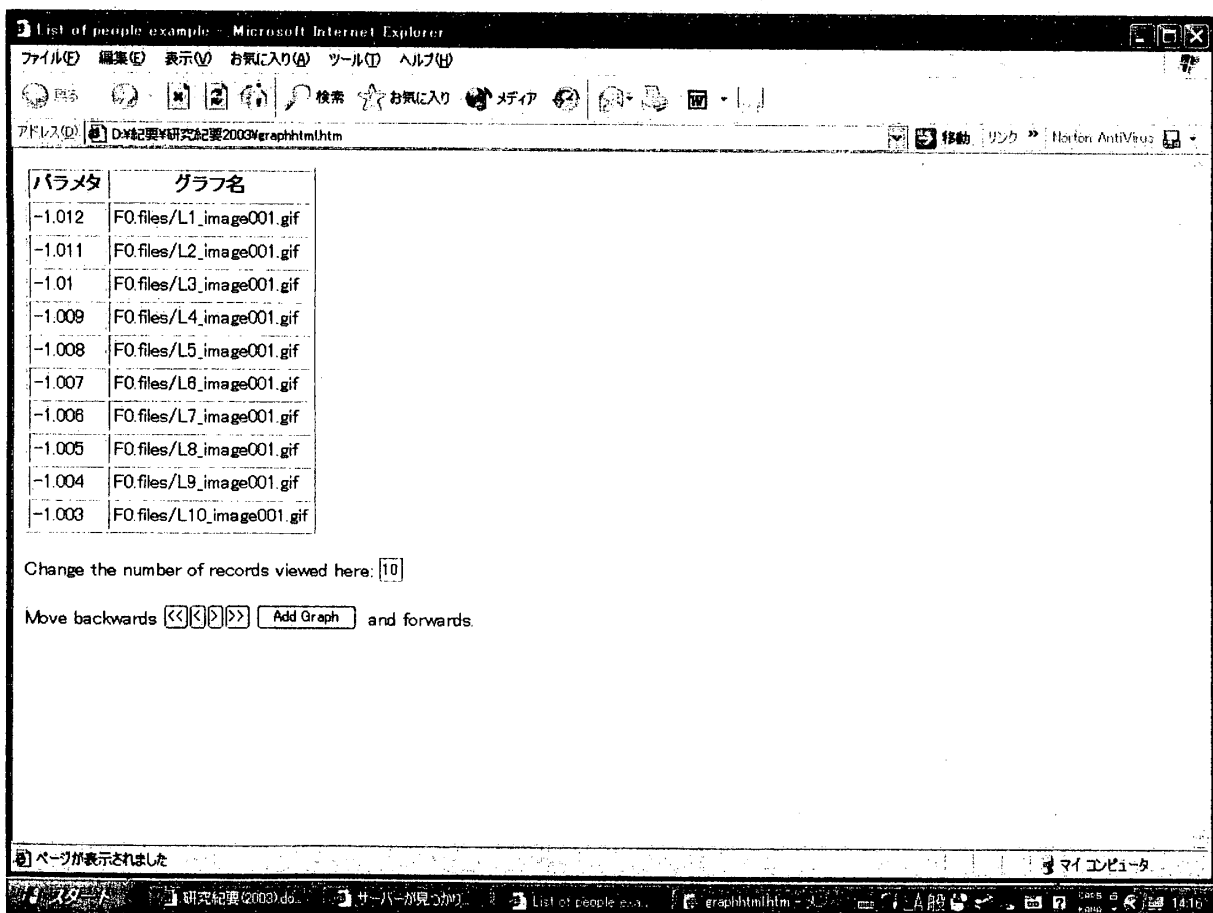 List of people example - Microsoft Internet Explorer
ファイル(F) 編集(E) 表示(V) お気に入り(A) ツール(T) ヘルプ(H)
検索 お気に入り メディア
アドレス(D) D:¥紀要¥研究紀要2003¥graphhtml.htm 移動 リンク » Norton AntiVirus
パラメタ グラフ名
-1.012 F0.files/L1_image001.gif
-1.011 F0.files/L2_image001.gif
-1.01 F0.files/L3_image001.gif
-1.009 F0.files/L4_image001.gif
-1.008 F0.files/L5_image001.gif
-1.007 F0.files/L6_image001.gif
-1.006 F0.files/L7_image001.gif
-1.005 F0.files/L8_image001.gif
-1.004 F0.files/L9_image001.gif
-1.003 F0.files/L10_image001.gif
Change the number of records viewed here: 10
Move backwards << < > >> Add Graph and forwards.
ページが表示されました マイ コンピュータ
スタート 研究紀要(2003).do... サーバーが見つかり... List of people exa... graphhtml.htm - A 般 14:16